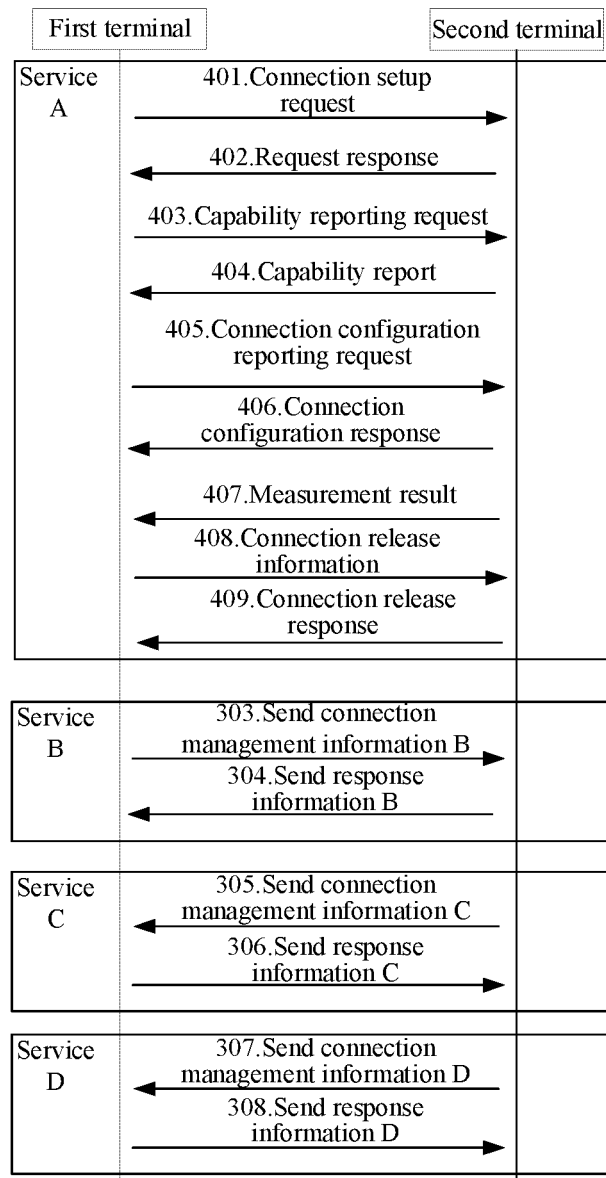 First terminal
Second terminal
Service
A
401.Connection setup
request
402.Request response
403.Capability reporting request
404.Capability report
405.Connection configuration
reporting request
406.Connection
configuration response
407.Measurement result
408.Connection release
information
409.Connection release
response
Service
B
303.Send connection
management information B
304.Send response
information B
Service
C
305.Send connection
management information C
306.Send response
information C
Service
D
307.Send connection
management information D
308.Send response
information D